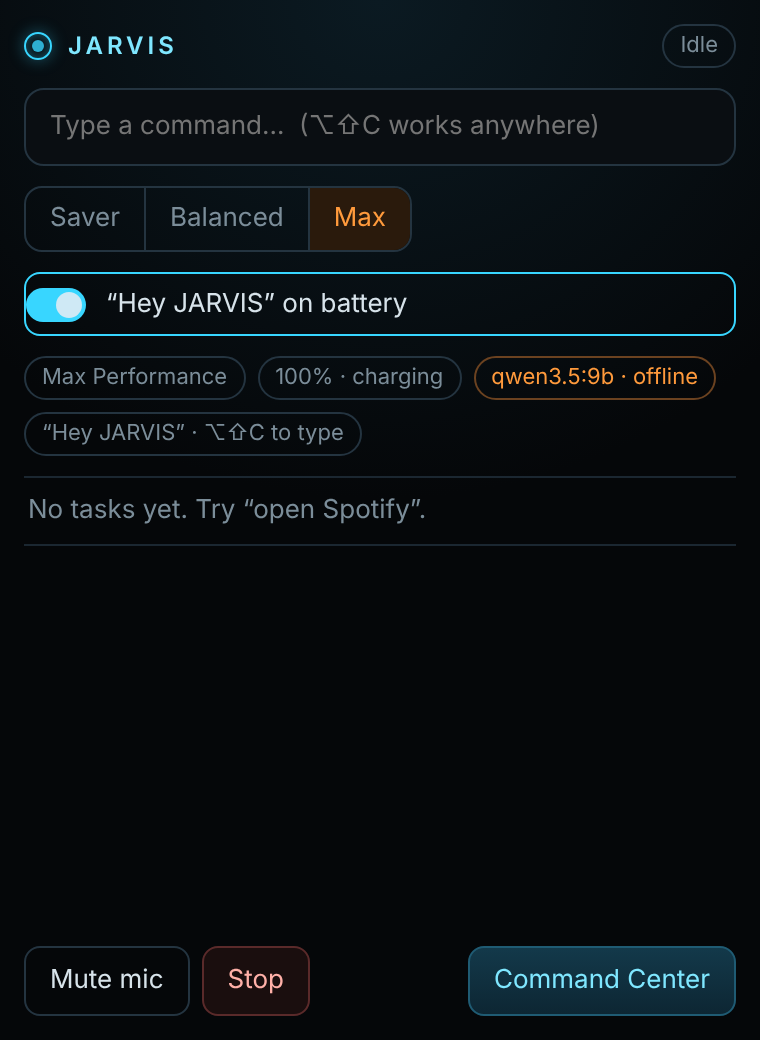 JARVIS Idle
Type a command... (⌥⇧C works anywhere)
Saver Balanced Max
“Hey JARVIS” on battery
Max Performance 100% · charging qwen3.5:9b · offline
“Hey JARVIS” · ⌥⇧C to type
No tasks yet. Try “open Spotify”.
Mute mic Stop Command Center